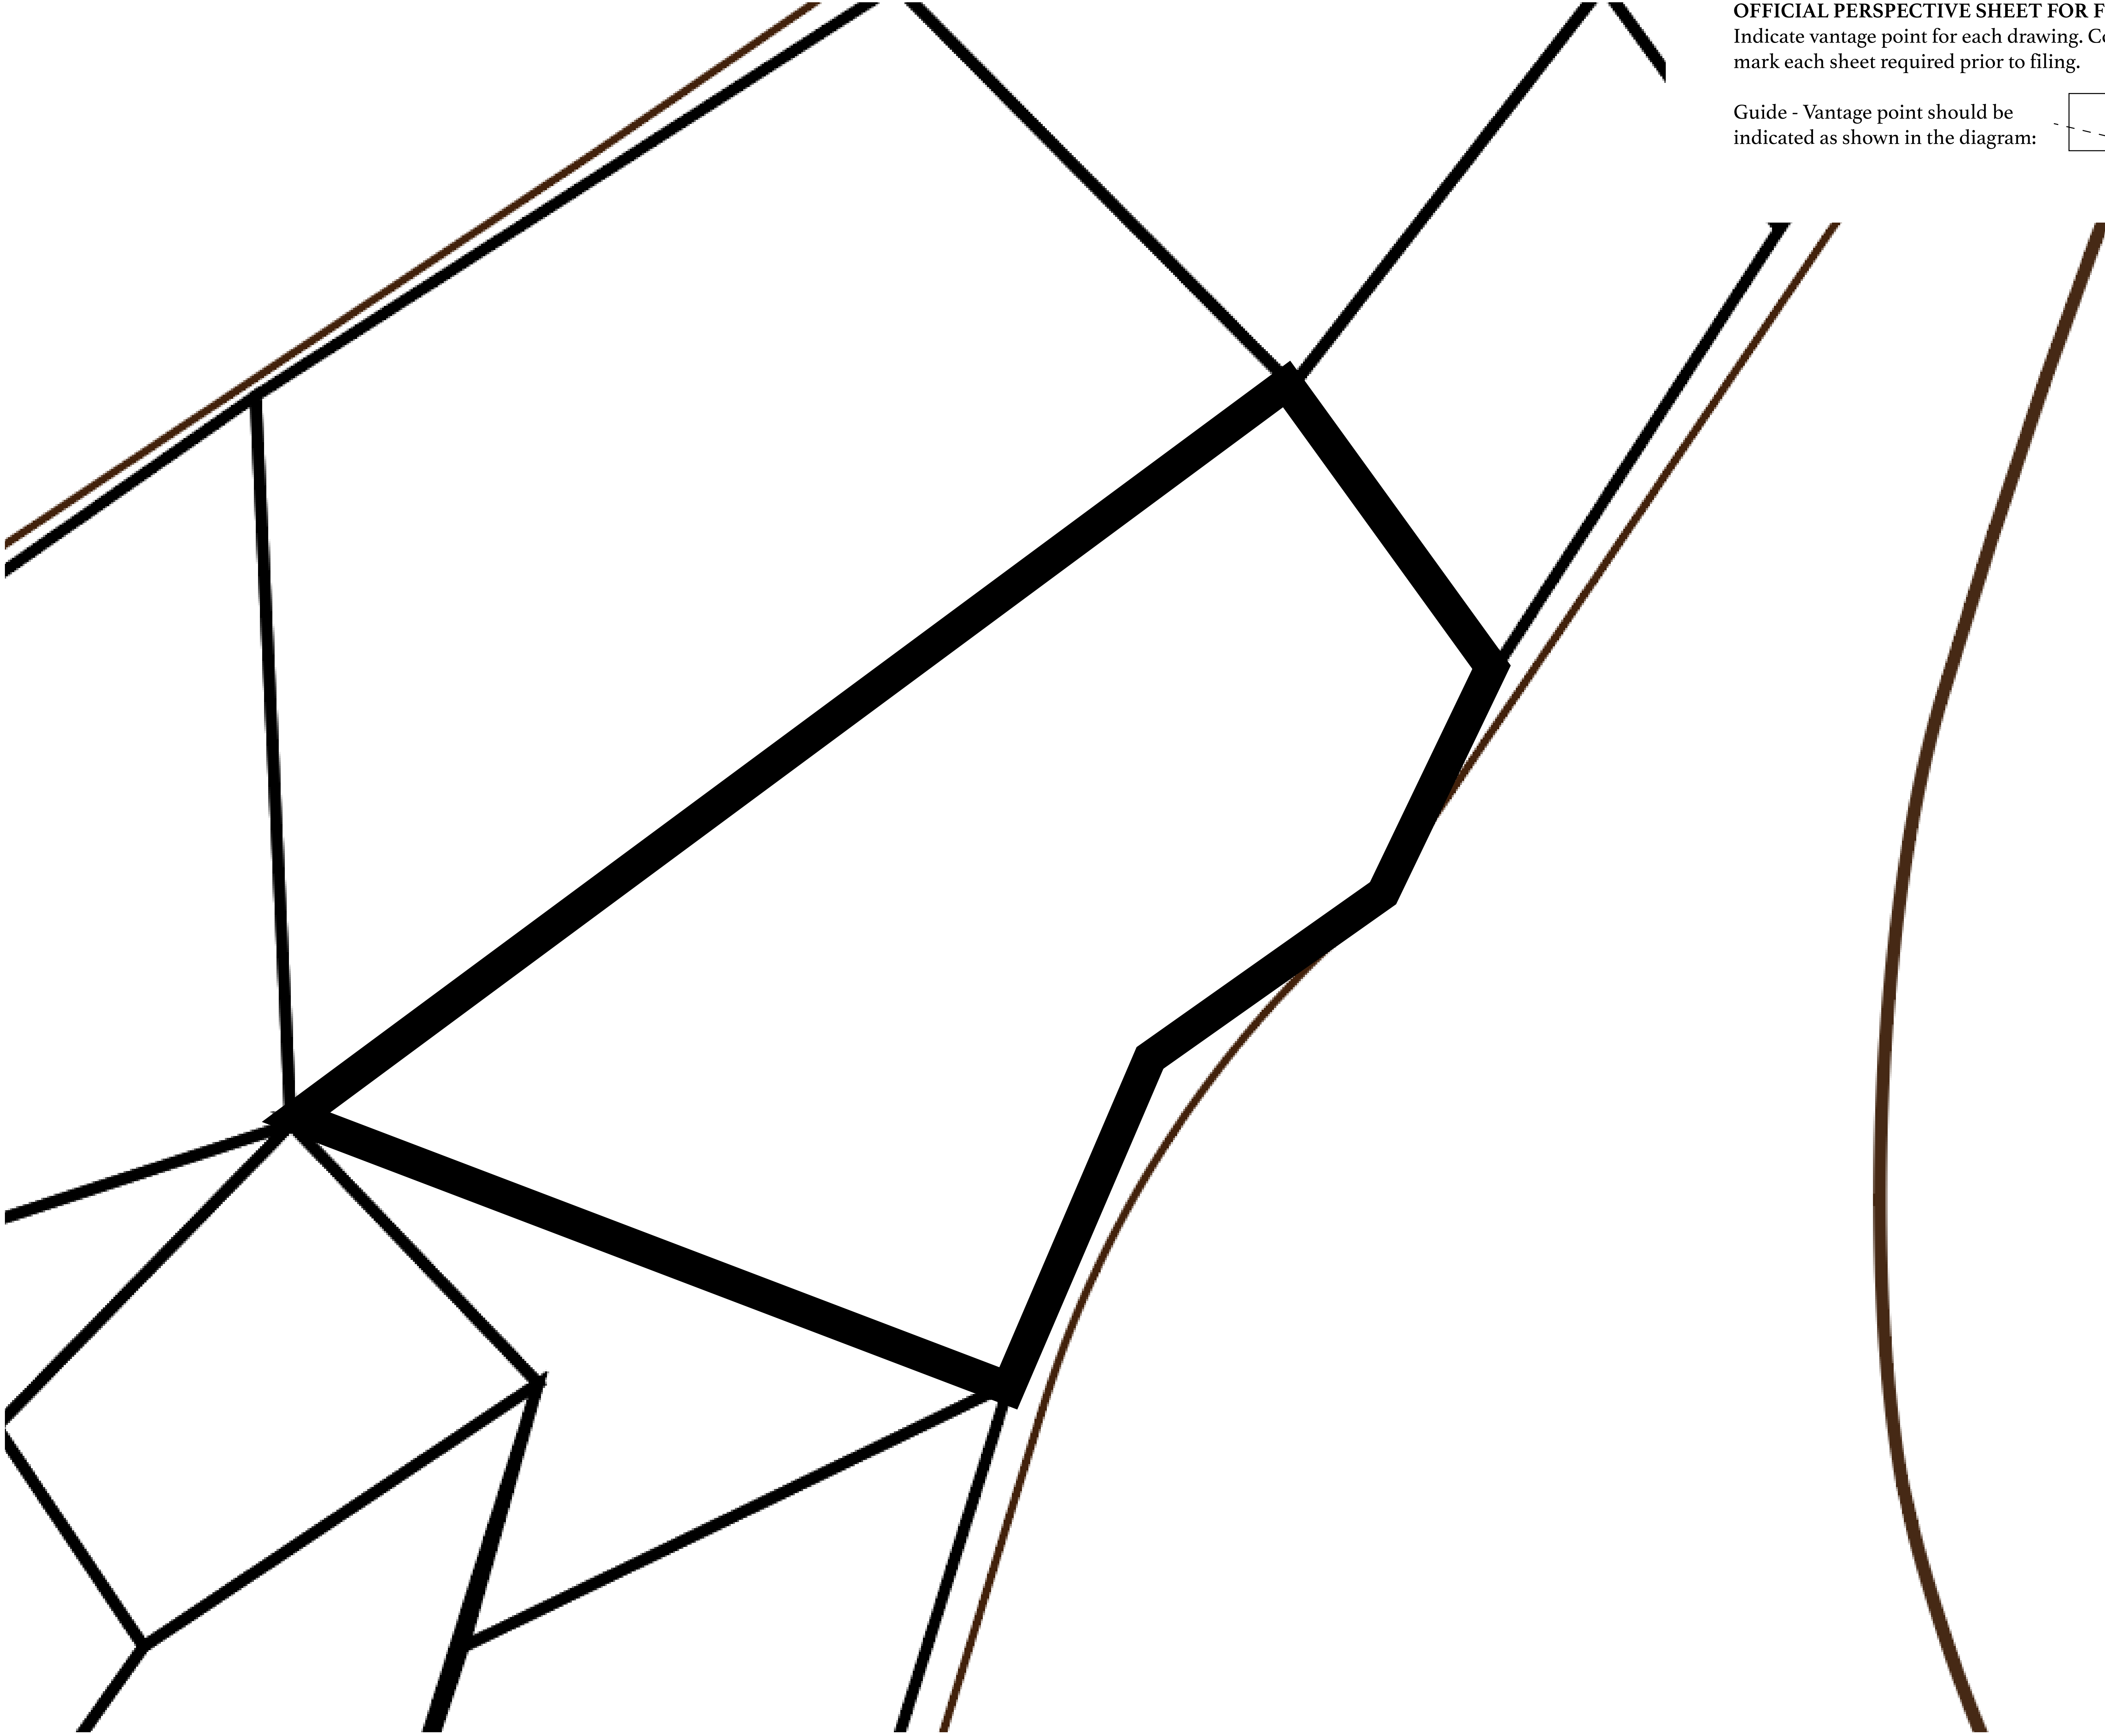 OFFICIAL PERSPECTIVE SHEET FOR
Indicate vantage point for each drawing.
mark each sheet required prior to filing.
Guide - Vantage point should be
indicated as shown in the diagram: